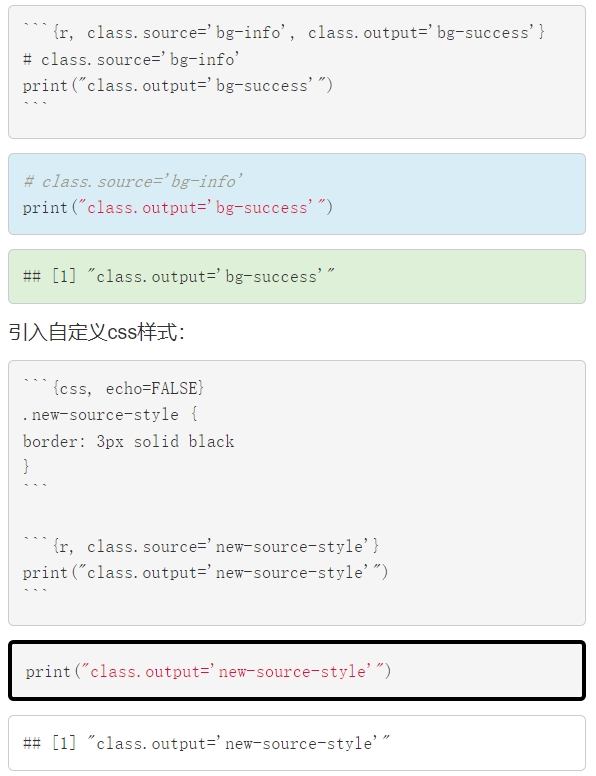 ```{r, class.source='bg-info', class.output='bg-success'}
# class.source='bg-info'
print("class.output='bg-success'")
```
# class.source='bg-info'
print("class.output='bg-success'")
## [1] "class.output='bg-success'"
引入自定义css样式：
```{css, echo=FALSE}
.new-source-style {
border: 3px solid black
}
```
```{r, class.source='new-source-style'}
print("class.output='new-source-style'")
```
print("class.output='new-source-style'")
## [1] "class.output='new-source-style'"